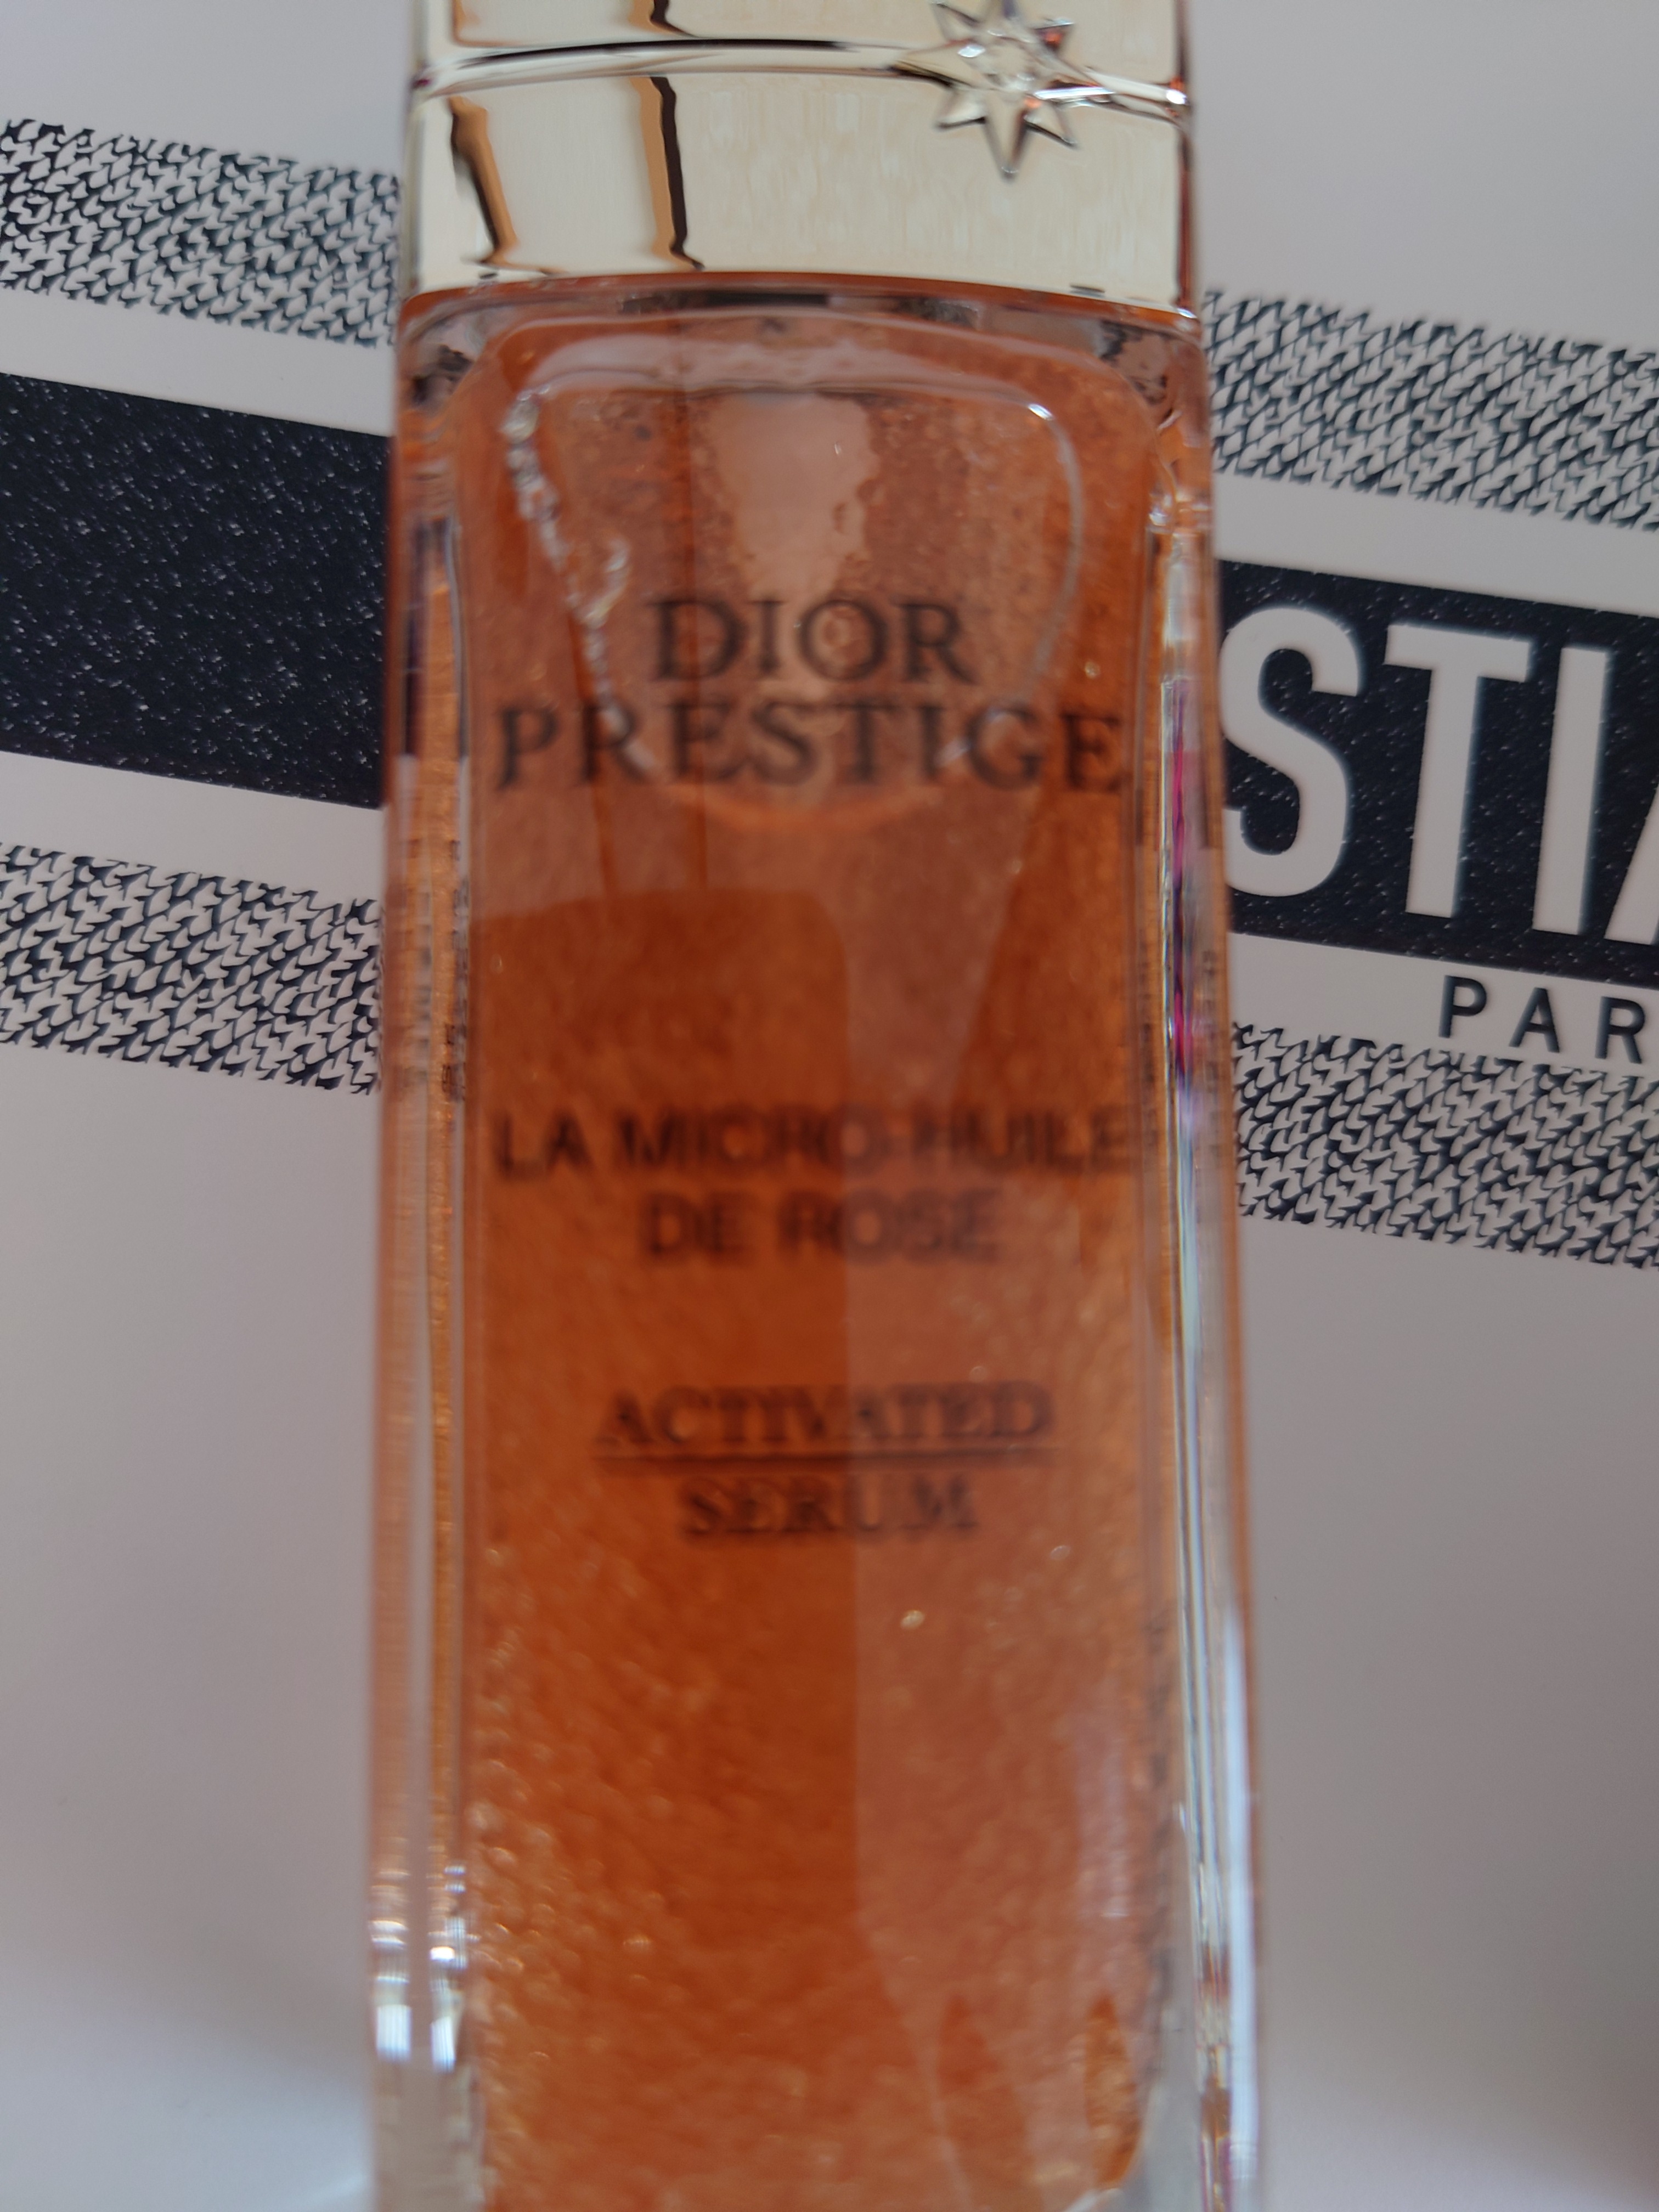 DIOR
PRESTIGE
STIA
PAR
LA MICRO-HUILE
DE ROSE
ACTIVATED
SERUM